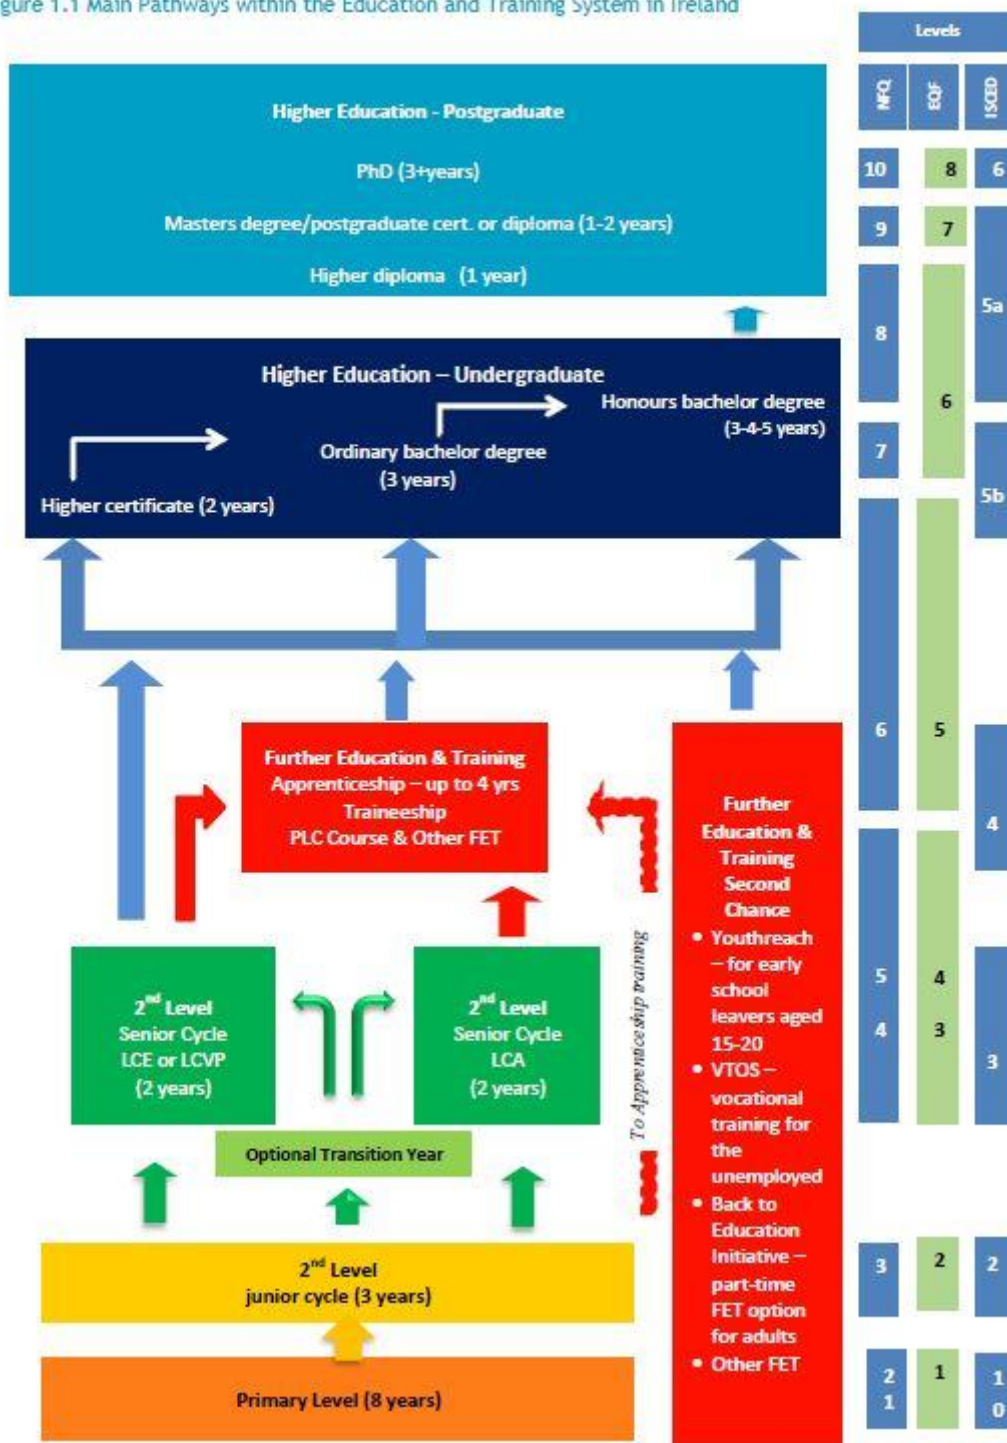 gure 1.1 Main Pathways within the Education and Training System in Ireland
Levels
NFQ
EQF
ISCED
Higher Education - Postgraduate
PhD (3+years)
Masters degree/postgraduate cert. or diploma (1-2 years)
Higher diploma (1 year)
10
8
6
9
7
5a
8
6
7
5b
Higher Education – Undergraduate
Honours bachelor degree
(3-4-5 years)
Ordinary bachelor degree
(3 years)
Higher certificate (2 years)
6
5
4
Further Education & Training
Apprenticeship – up to 4 yrs
Traineeship
PLC Course & Other FET
Further
Education &
Training
Second
Chance
• Youthreach
– for early
school
leavers aged
15-20
• VTOS –
vocational
training for
the
unemployed
• Back to
Education
Initiative –
part-time
FET option
for adults
• Other FET
To Apprenticeship training
2nd Level
Senior Cycle
LCE or LCVP
(2 years)
2nd Level
Senior Cycle
LCA
(2 years)
5
4
4
3
3
Optional Transition Year
2nd Level
junior cycle (3 years)
3
2
2
Primary Level (8 years)
2
1
1
1
0